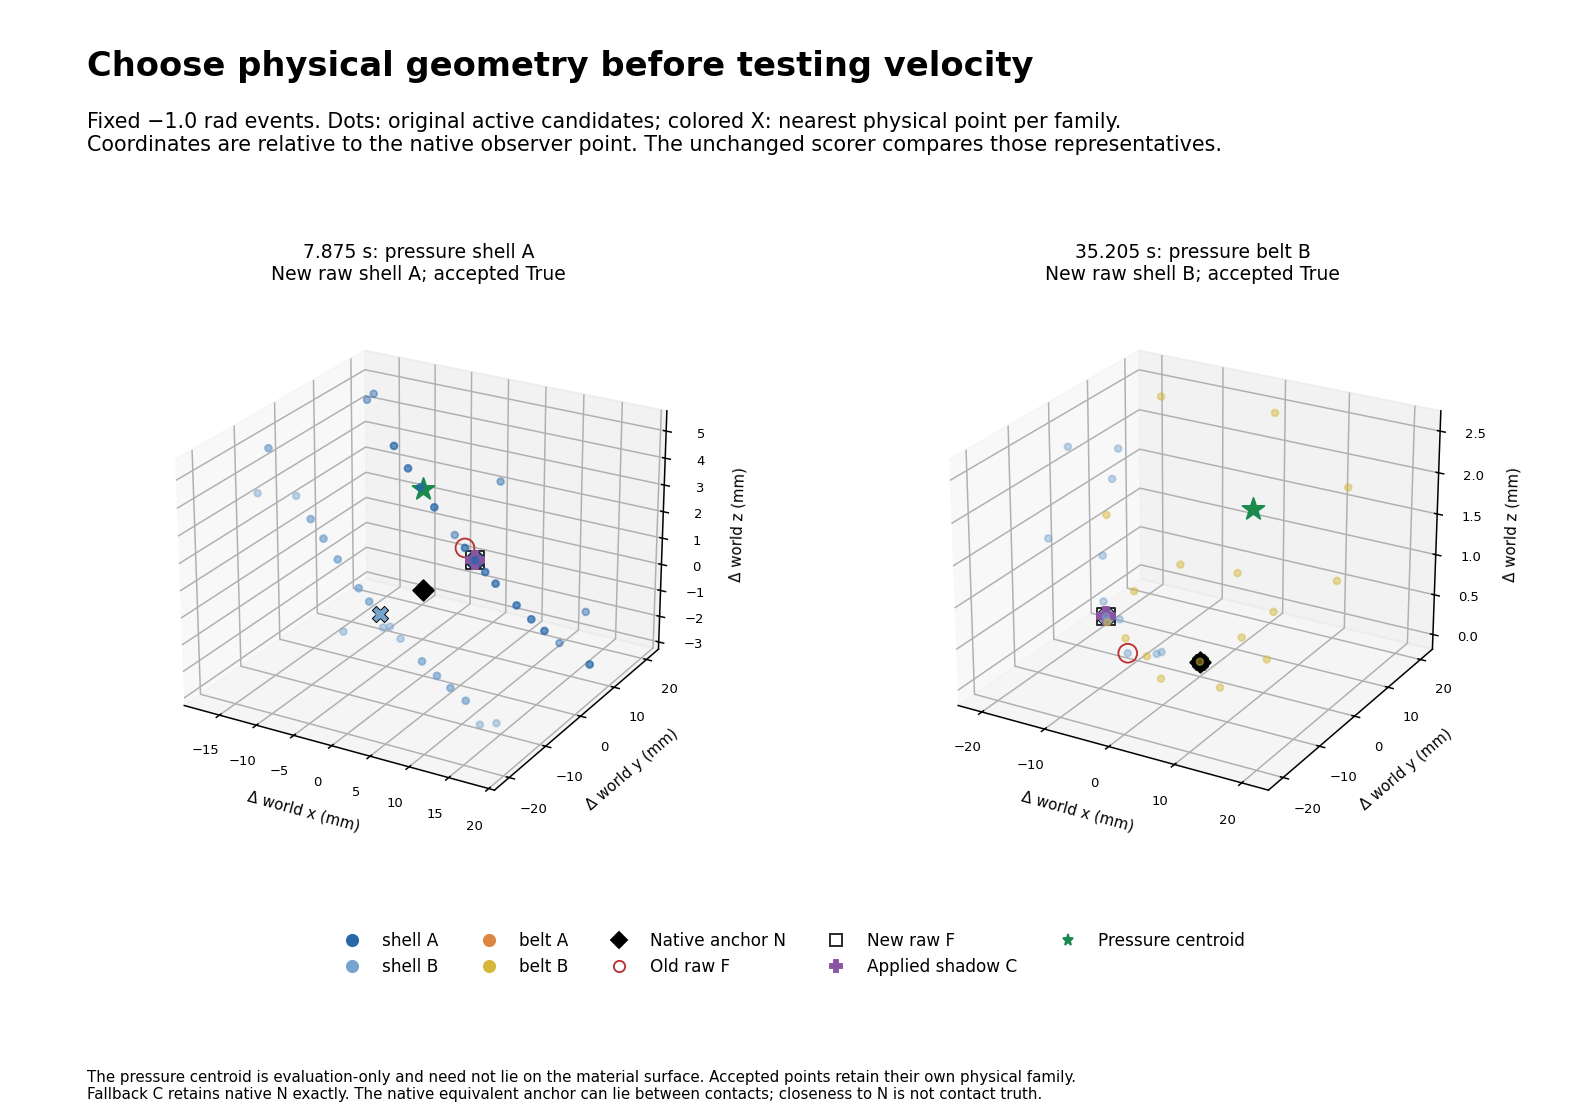 Choose physical geometry before testing velocity
Fixed −1.0 rad events. Dots: original active candidates; colored X: nearest physical point per family.
Coordinates are relative to the native observer point. The unchanged scorer compares those representatives.
7.875 s: pressure shell A
New raw shell A; accepted True
5
4
3
2
1
0
−1
−2
−3
Δ world z (mm)
20
10
0
−10
−20
Δ world y (mm)
−15
−10
−5
0
5
10
15
20
Δ world x (mm)
35.205 s: pressure belt B
New raw shell B; accepted True
2.5
2.0
1.5
1.0
0.5
0.0
Δ world z (mm)
20
10
0
−10
−20
Δ world y (mm)
−20
−10
0
10
20
Δ world x (mm)
shell A
shell B
belt A
belt B
Native anchor N
Old raw F
New raw F
Applied shadow C
Pressure centroid
The pressure centroid is evaluation-only and need not lie on the material surface. Accepted points retain their own physical family.
Fallback C retains native N exactly. The native equivalent anchor can lie between contacts; closeness to N is not contact truth.